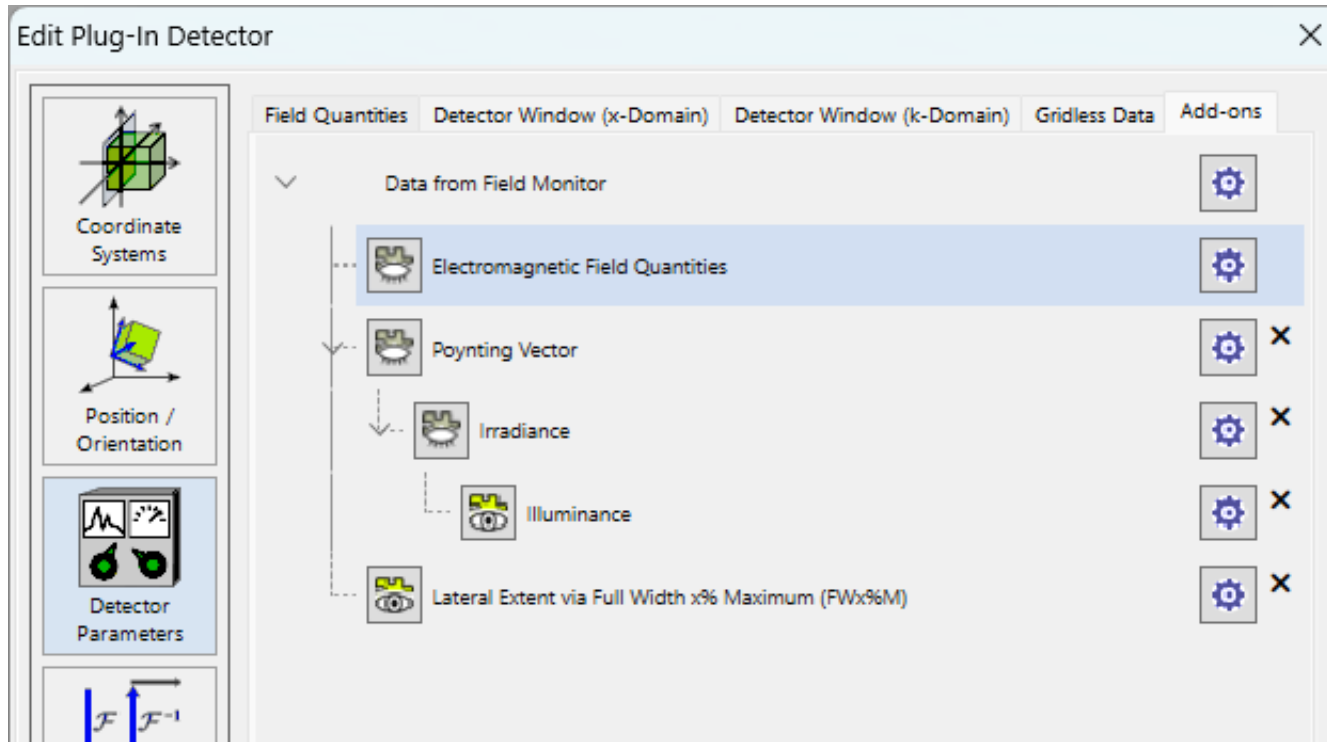 Edit Plug-In Detector
Field Quantities Detector Window (x-Domain) Detector Window (k-Domain) Gridless Data Add-ons
Coordinate
Systems
Position /
Orientation
Detector
Parameters
ℱ ℱ⁻¹
Data from Field Monitor
Electromagnetic Field Quantities
Poynting Vector
Irradiance
Illuminance
Lateral Extent via Full Width x% Maximum (FWx%M)